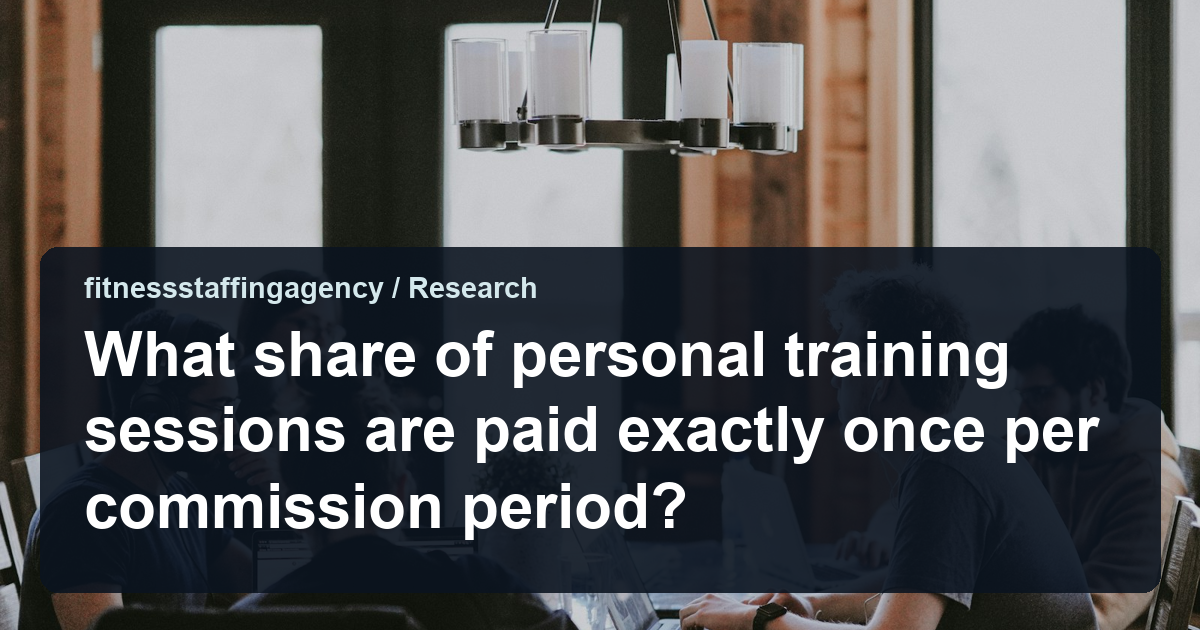 fitnessstaffingagency / Research
What share of personal training
sessions are paid exactly once per
commission period?